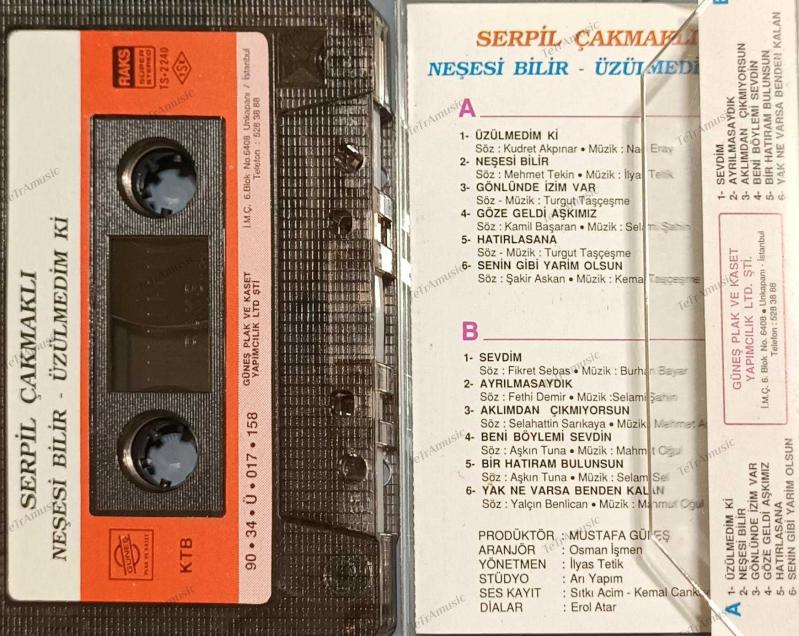 SERPİL ÇAKMAKLI
NEŞESİ BİLİR - ÜZÜLMEDİM Kİ
RAKS
SUPER STEREO
TS-2240
TSK
İ.M.Ç. 6.Blok No.6408 Unkapanı / İstanbul
Telefon : 528 38 88
GÜNEŞ PLAK VE KASET
YAPIMCILIK LTD ŞTİ
90 • 34 • Ü • 017 • 158
GÜNEŞ
PLAK VE KASET
KTB
SERPİL ÇAKMAKLI
NEŞESİ BİLİR - ÜZÜLMEDİ
A
1- ÜZÜLMEDİM Kİ
Söz : Kudret Akpınar • Müzik : Nac Eray
2- NEŞESİ BİLİR
Söz : Mehmet Tekin • Müzik : İlyas Tetik
3- GÖNLÜNDE İZİM VAR
Söz - Müzik : Turgut Taşçeşme
4- GÖZE GELDİ AŞKIMIZ
Söz : Kamil Başaran • Müzik : Selami Şahin
5- HATIRLASANA
Söz - Müzik : Turgut Taşçeşme
6- SENİN GİBİ YARİM OLSUN
Söz : Şakir Askan • Müzik : Kemal Taşçeşme
B
1- SEVDİM
Söz : Fikret Şebas • Müzik : Burhan Bayar
2- AYRILMASAYDIK
Söz : Fethi Demir • Müzik :Selami Şahin
3- AKLIMDAN ÇIKMIYORSUN
Söz : Selahattin Sarıkaya • Müzik : Mehmet
4- BENİ BÖYLEMİ SEVDİN
Söz : Aşkın Tuna • Müzik : Mahmut Oğul
5- BİR HATIRAM BULUNSUN
Söz : Aşkın Tuna • Müzik : Selami
6- YAK NE VARSA BENDEN KALAN
Söz : Yalçın Benlican • Müzik : Mahmut Oğul
PRODÜKTÖR : MUSTAFA GÜNEŞ
ARANJÖR : Osman İşmen
YÖNETMEN : İlyas Tetik
STÜDYO : Arı Yapım
SES KAYIT : Sıtkı Acim - Kemal
DİALAR : Erol Atar
B
1- SEVDİM
2- AYRILMASAYDIK
3- AKLIMDAN ÇIKMIYORSUN
4- BENİ BÖYLEMİ SEVDİN
5- BİR HATIRAM BULUNSUN
6- YAK NE VARSA BENDEN KALAN
GÜNEŞ PLAK VE KASET
YAPIMCILIK LTD. ŞTİ.
İ.M.Ç. 6. Blok No. 6408 • Unkapanı - İstanbul
Telefon : 528 38 88
A
1- ÜZÜLMEDİM Kİ
2- NEŞESİ BİLİR
3- GÖNLÜNDE İZİM VAR
4- GÖZE GELDİ AŞKIMIZ
5- HATIRLASANA
6- SENİN GİBİ YARİM OLSUN
TeTrAmusic